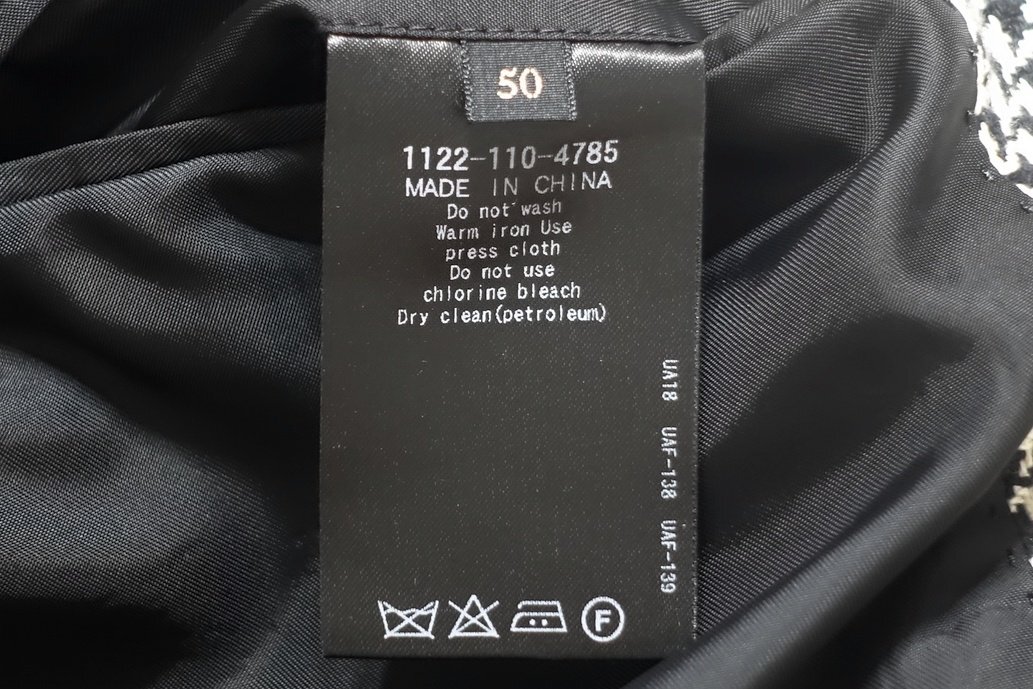 50
1122-110-4785
MADE IN CHINA
Do not wash
Warm iron Use
press cloth
Do not use
chlorine bleach
Dry clean(petroleum)
UA18 UAF-138 UAF-139
F